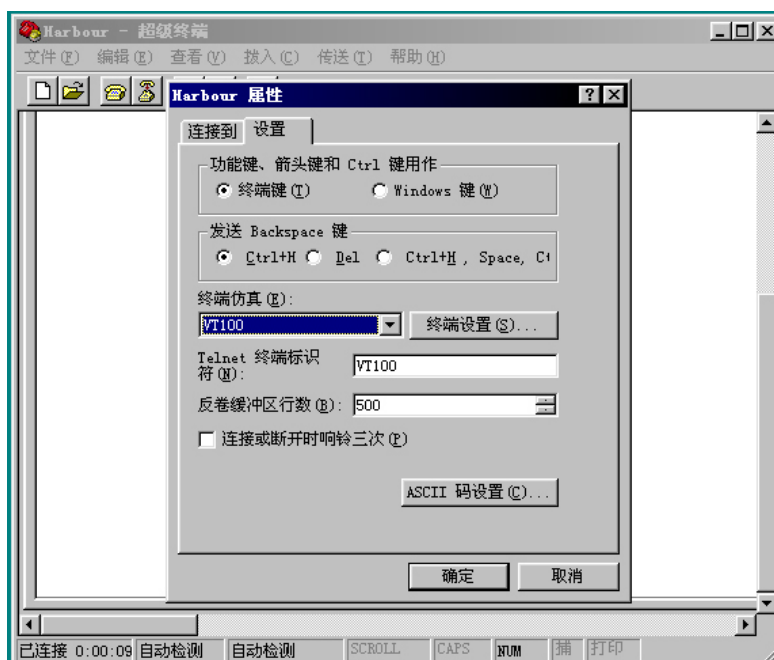 Harbour - 超级终端
文件(F) 编辑(E) 查看(V) 拨入(C) 传送(T) 帮助(H)
Harbour 属性
连接到 设置
功能键、箭头键和 Ctrl 键用作
终端键(T) Windows 键(W)
发送 Backspace 键
Ctrl+H Del Ctrl+H , Space, Ct
终端仿真(E):
VT100 终端设置(S)...
Telnet 终端标识
符(N): VT100
反卷缓冲区行数(B): 500
连接或断开时响铃三次(P)
ASCII 码设置(C)...
确定 取消
已连接 0:00:09 自动检测 自动检测 SCROLL CAPS NUM 捕 打印